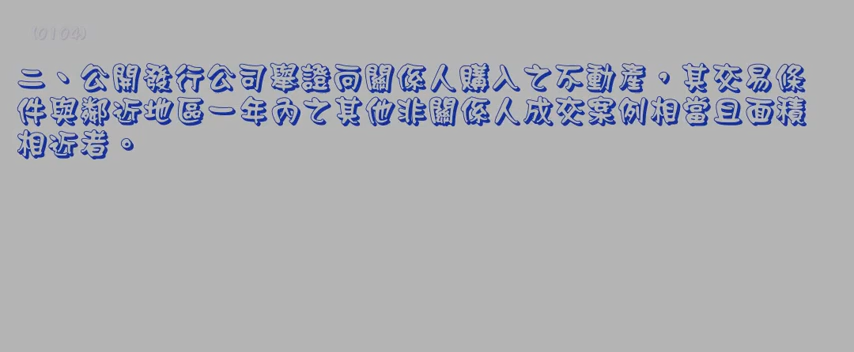 (0104)
二、公開發行公司舉證向關係人購入之不動產，其交易條
件與鄰近地區一年內之其他非關係人成交案例相當且面積
相近者。